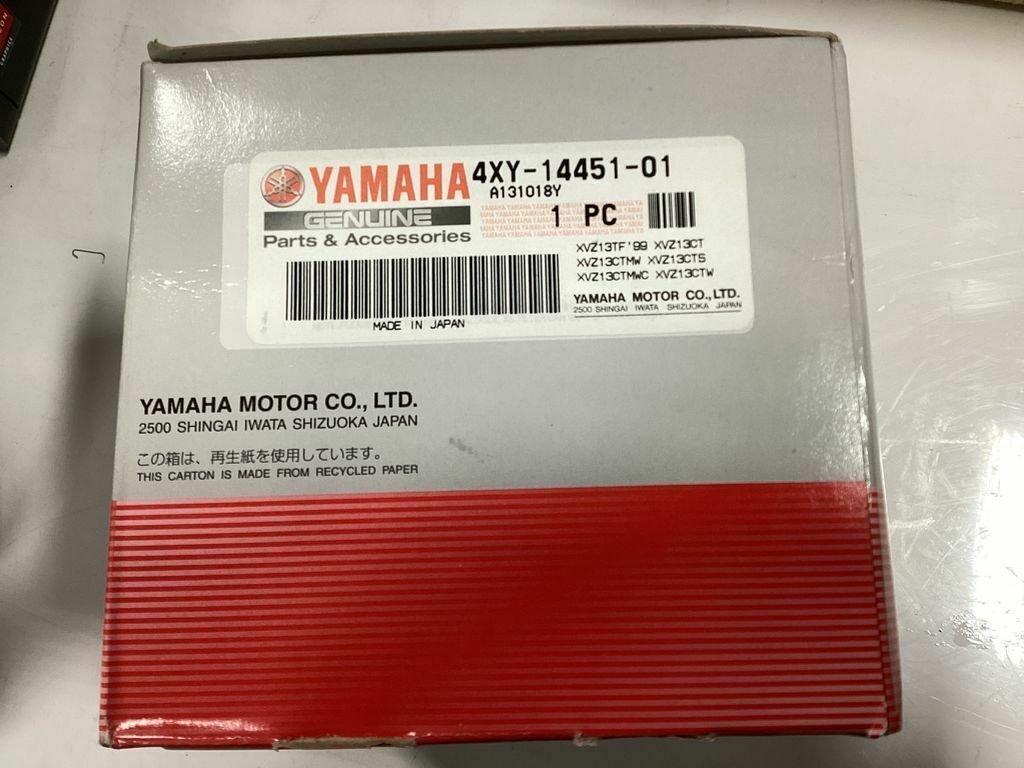 YAMAHA 4XY-14451-01
A131018Y
GENUINE
1 PC
Parts & Accessories
XVZ13TF'99 XVZ13CT
XVZ13CTMW XVZ13CTS
XVZ13CTMWC XVZ13CTW
YAMAHA MOTOR CO.,LTD.
2500 SHINGAI IWATA SHIZUOKA JAPAN
MADE IN JAPAN
YAMAHA MOTOR CO., LTD.
2500 SHINGAI IWATA SHIZUOKA JAPAN
この箱は、再生紙を使用しています。
THIS CARTON IS MADE FROM RECYCLED PAPER